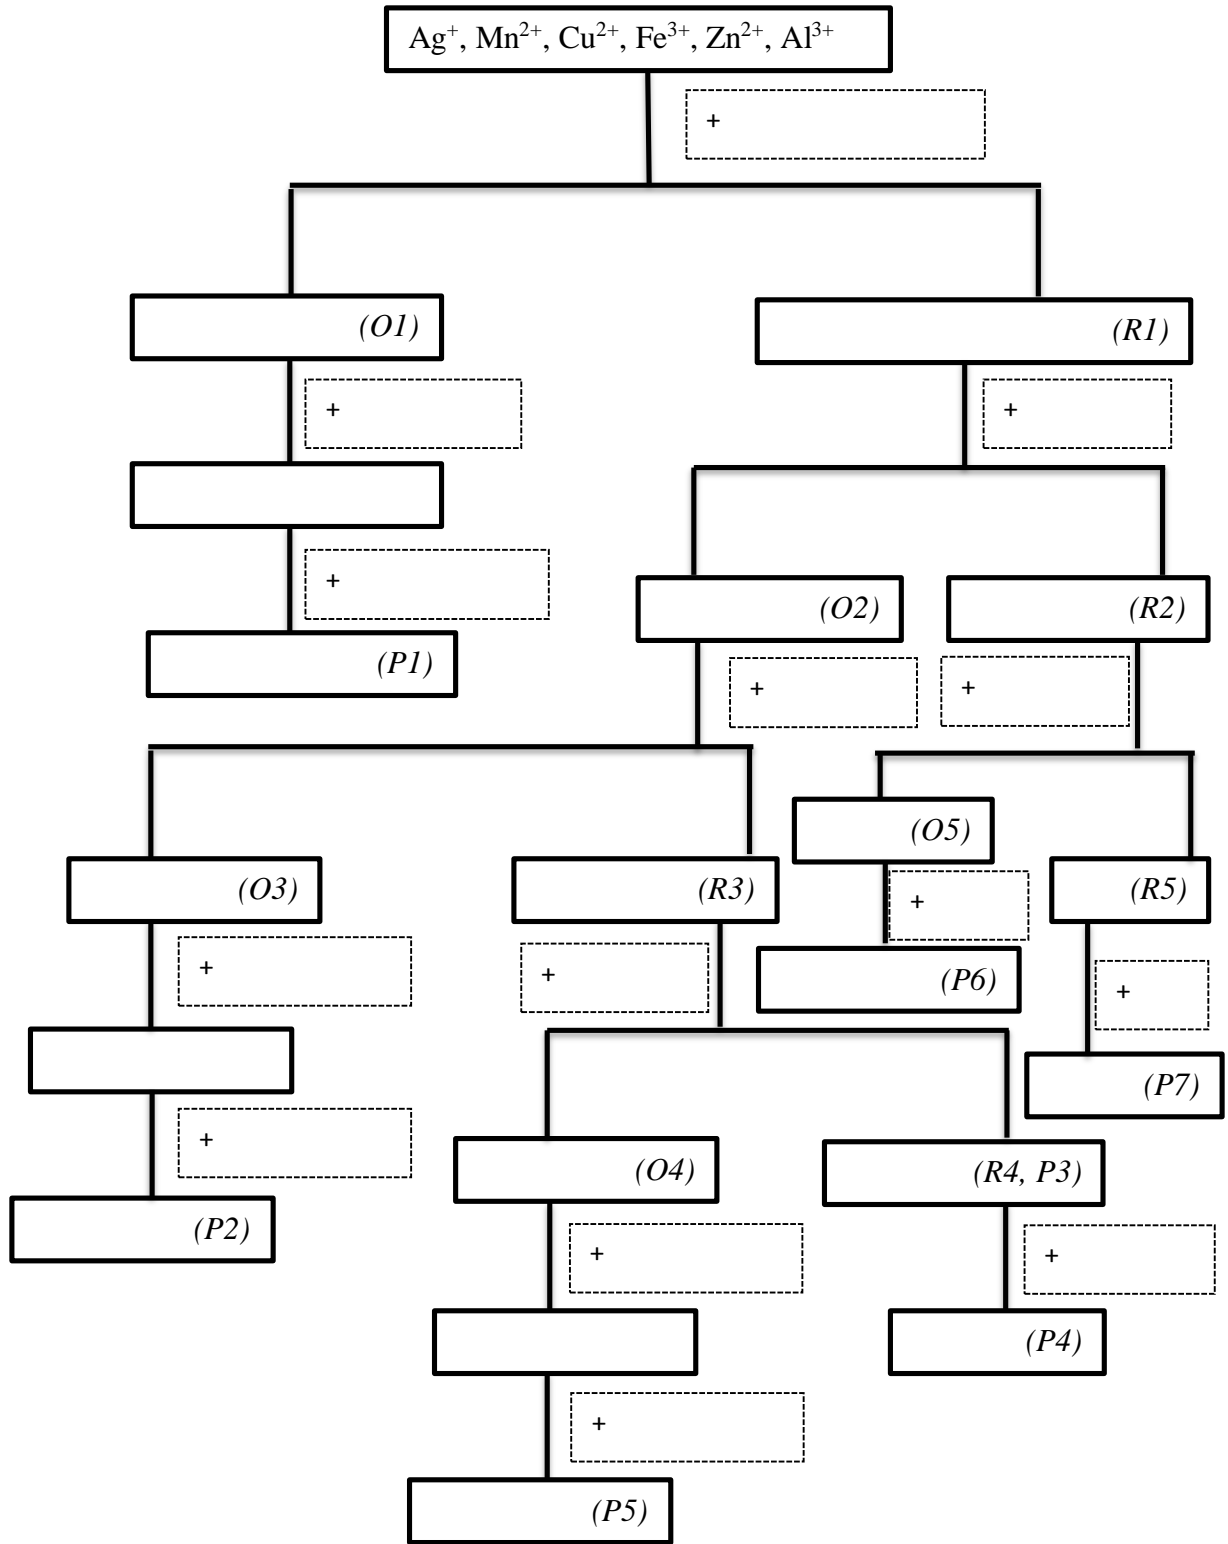 Ag⁺, Mn²⁺, Cu²⁺, Fe³⁺, Zn²⁺, Al³⁺
+
(O1)
(R1)
+
+
+
(O2)
(R2)
(P1)
+
+
(O5)
(O3)
(R3)
(R5)
+
+
+
+
(P6)
(P7)
+
(O4)
(R4, P3)
(P2)
+
+
(P4)
+
(P5)